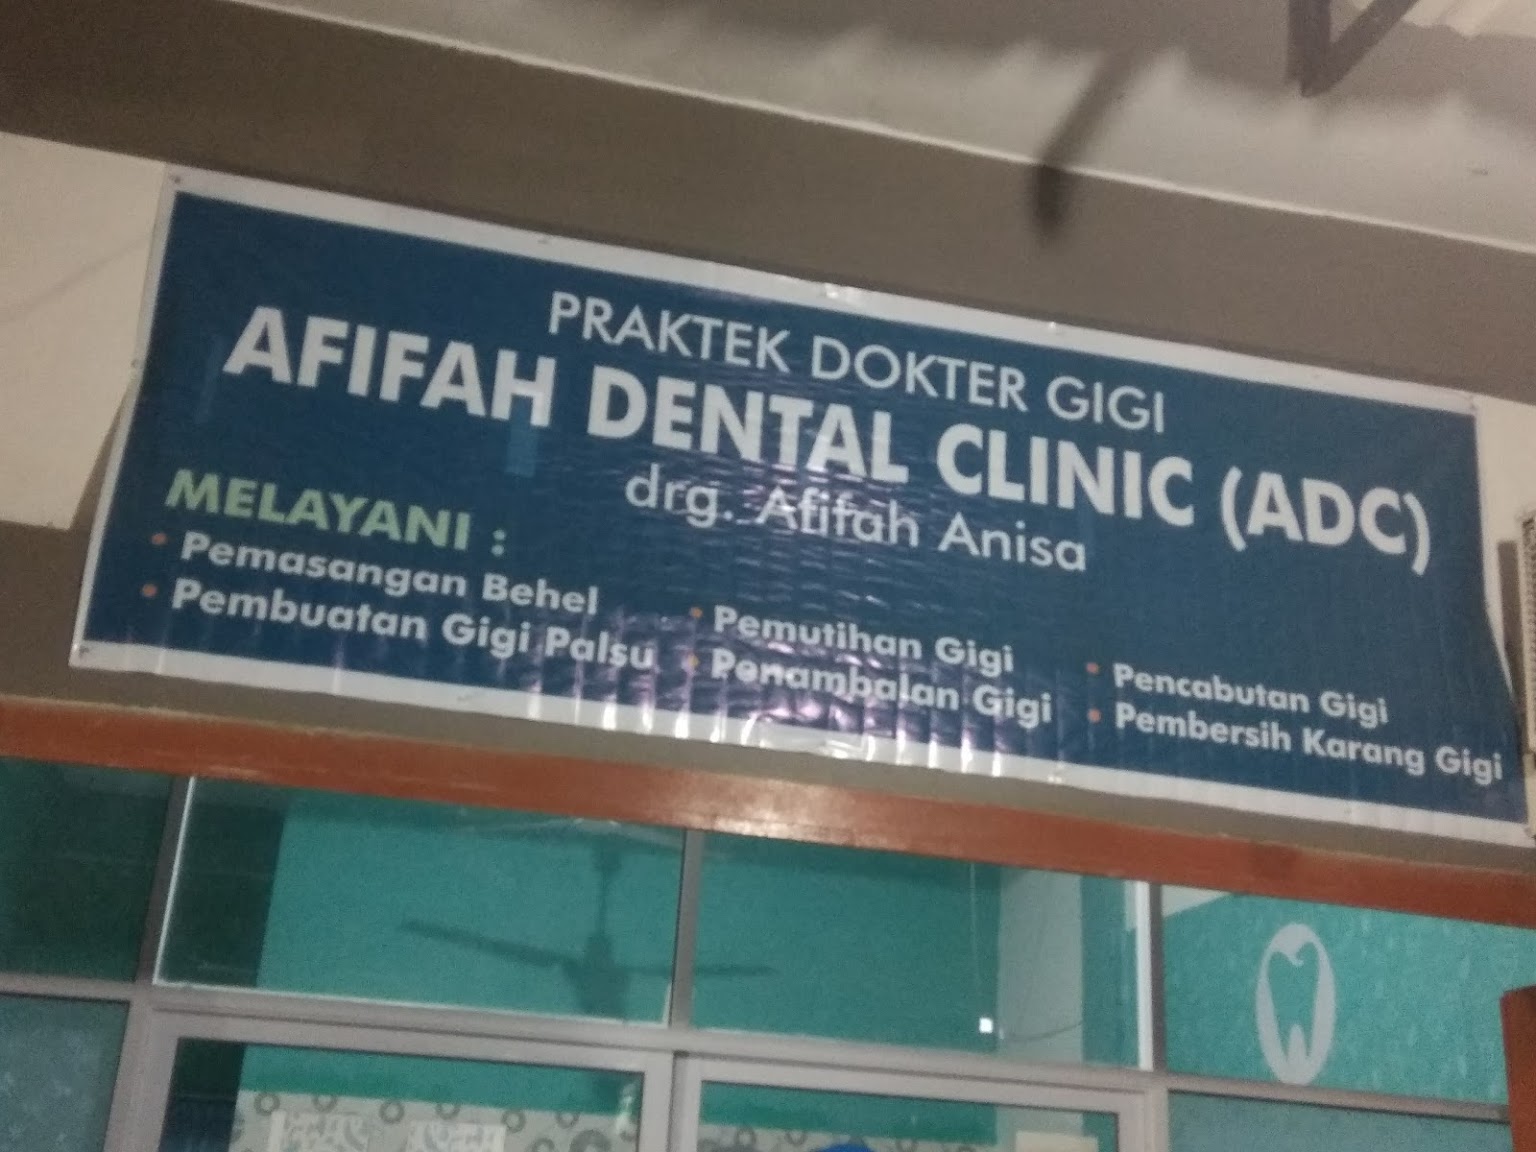 PRAKTEK DOKTER GIGI
AFIFAH DENTAL CLINIC (ADC)
drg. Afifah Anisa
MELAYANI :
• Pemasangan Behel
• Pembuatan Gigi Palsu
• Pemutihan Gigi
• Penambalan Gigi
• Pencabutan Gigi
• Pembersih Karang Gigi